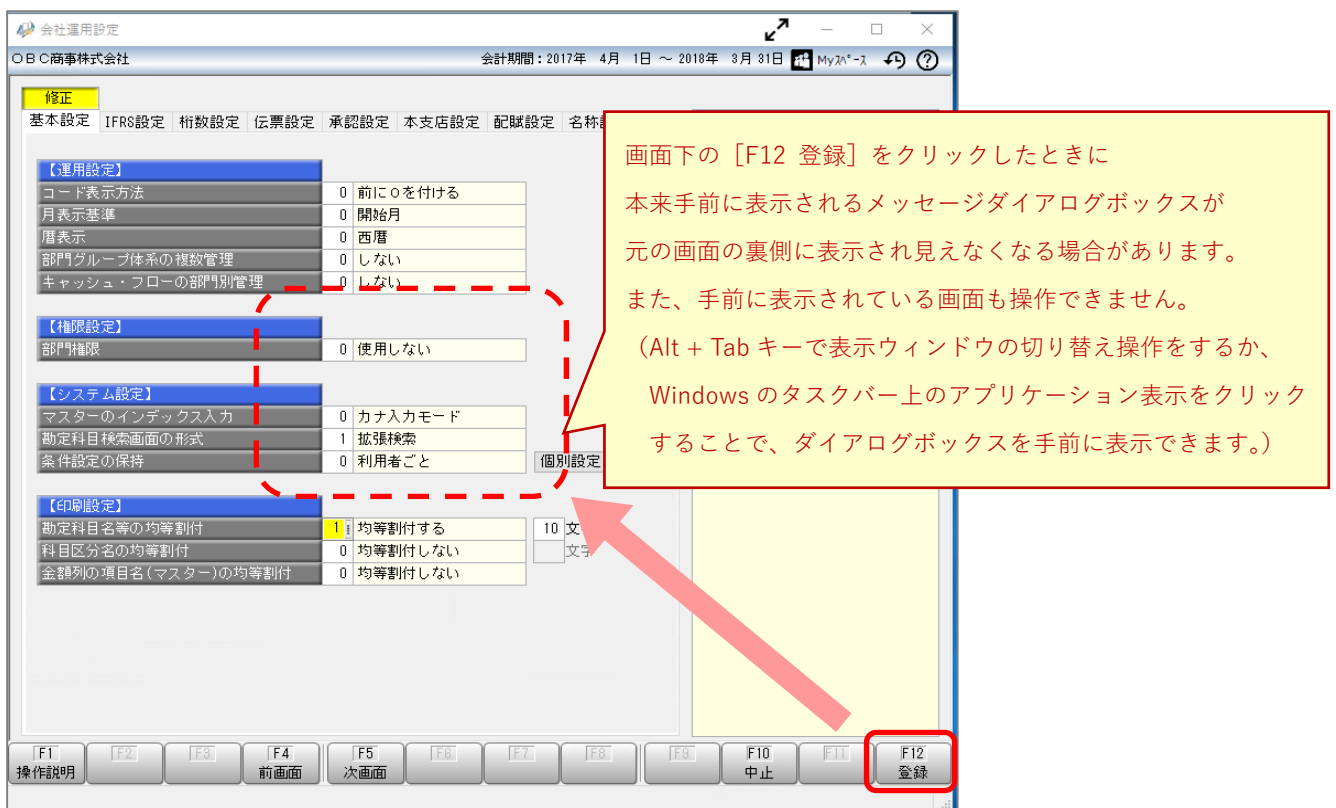 会社運用設定
OBC商事株式会社
会計期間：2017年 4月 1日 ～ 2018年 3月 31日 Myスペース
修正
基本設定 IFRS設定 桁数設定 伝票設定 承認設定 本支店設定 配賦設定 名称
【運用設定】
コード表示方法 0 前に0を付ける
月表示基準 0 開始月
暦表示 0 西暦
部門グループ体系の複数管理 0 しない
キャッシュ・フローの部門別管理 0 しない
【権限設定】
部門権限 0 使用しない
【システム設定】
マスターのインデックス入力 0 カナ入力モード
勘定科目検索画面の形式 1 拡張検索
条件設定の保持 0 利用者ごと 個別設定
【印刷設定】
勘定科目名等の均等割付 1 均等割付する 10 文字
科目区分名の均等割付 0 均等割付しない 文字
金額列の項目名(マスター)の均等割付 0 均等割付しない
画面下の［F12 登録］をクリックしたときに
本来手前に表示されるメッセージダイアログボックスが
元の画面の裏側に表示され見えなくなる場合があります。
また、手前に表示されている画面も操作できません。
（Alt + Tab キーで表示ウィンドウの切り替え操作をするか、
Windows のタスクバー上のアプリケーション表示をクリック
することで、ダイアログボックスを手前に表示できます。）
F1 F2 F3 F4 F5 F6 F7 F8 F9 F10 F11 F12
操作説明 前画面 次画面 中止 登録